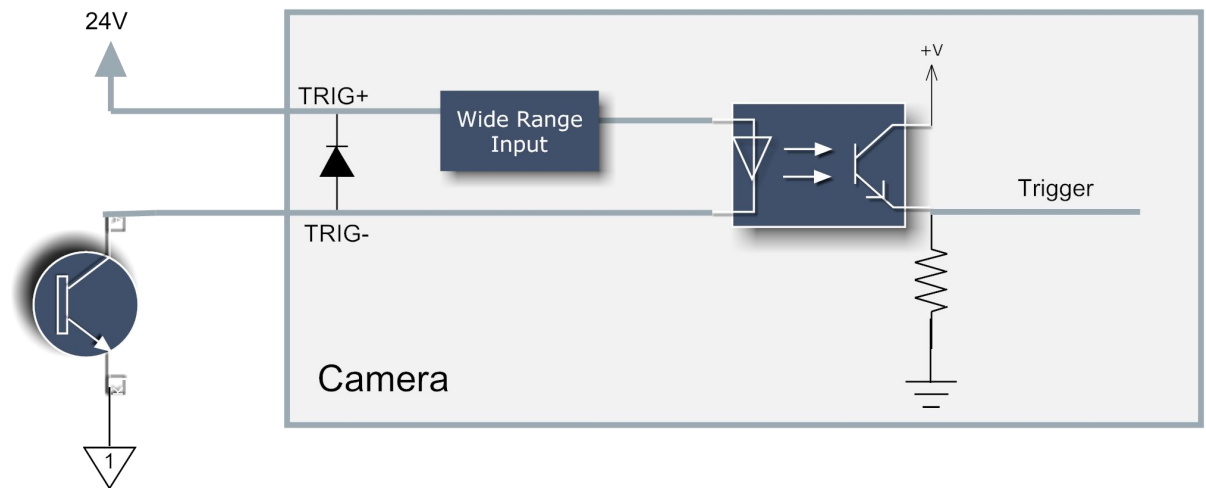 24V
+V
TRIG+
Wide Range
Input
Trigger
TRIG-
Camera
1